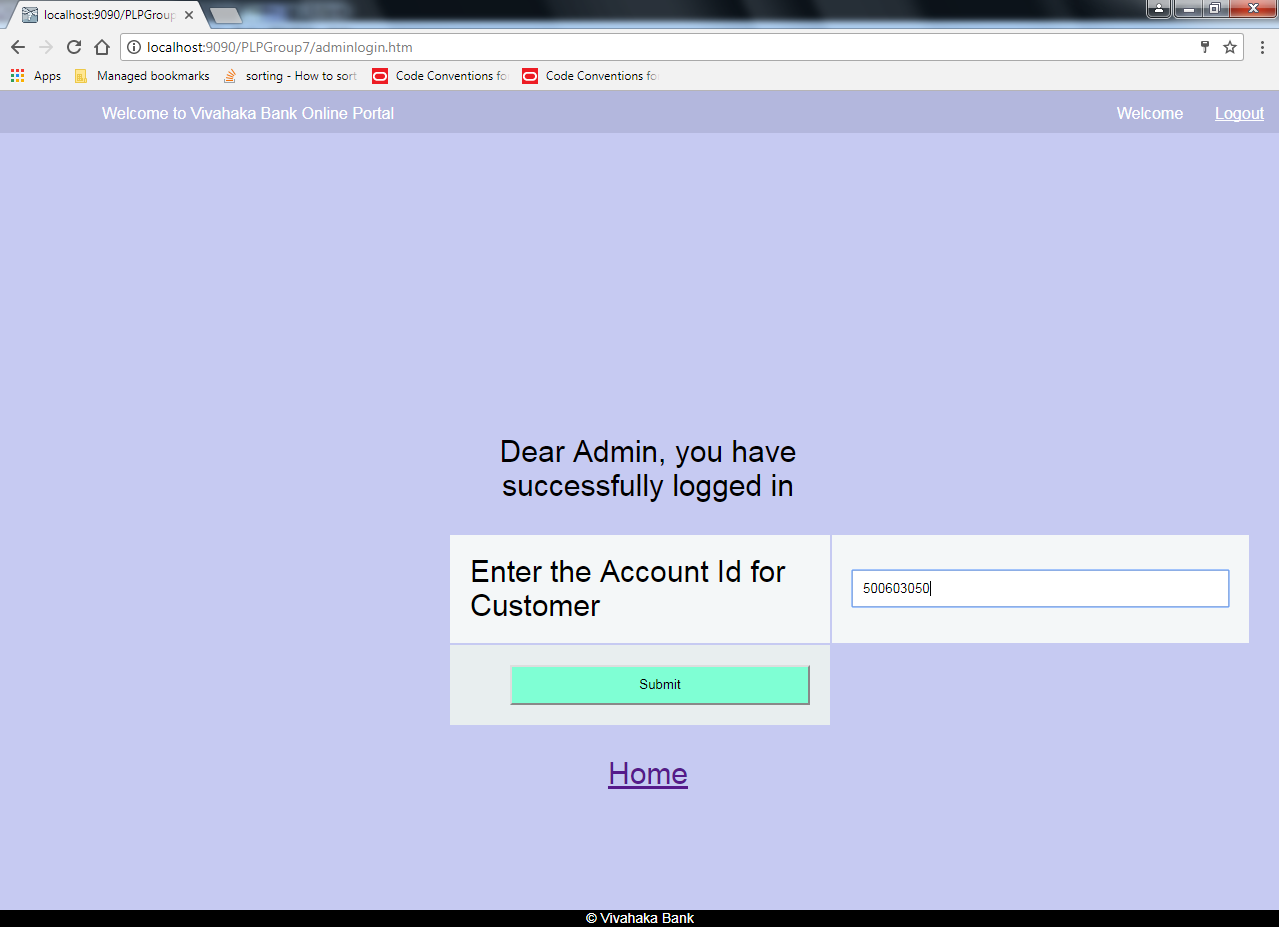 localhost:9090/PLPGroup
localhost:9090/PLPGroup7/adminlogin.htm
Apps Managed bookmarks sorting - How to sort Code Conventions fo Code Conventions fo
Welcome to Vivahaka Bank Online Portal Welcome Logout
Dear Admin, you have
successfully logged in
Enter the Account Id for
Customer
500603050
Submit
Home
© Vivahaka Bank